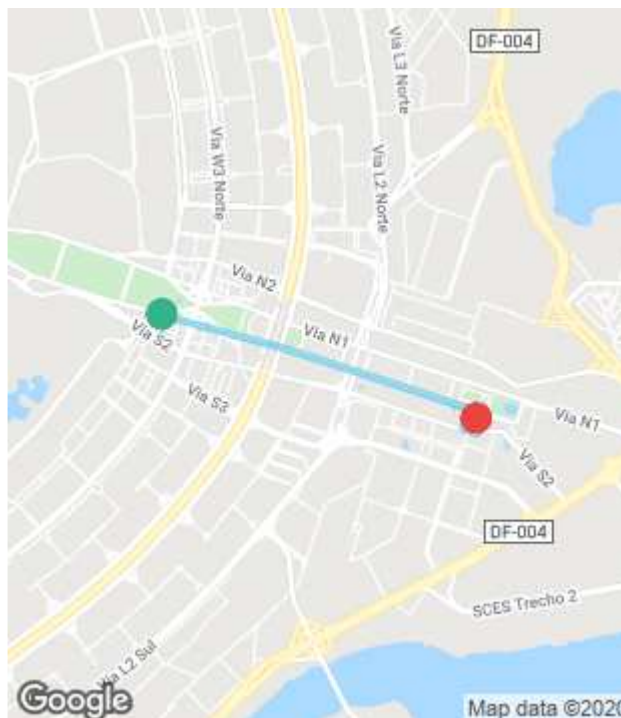 DF-004
Via L3 Norte
Via W3 Norte
Via L2 Norte
Via N2
Via N1
Via S2
Via S3
Via N1
Via S2
DF-004
SCES Trecho 2
Via L2 Sul
Google
Map data ©2020